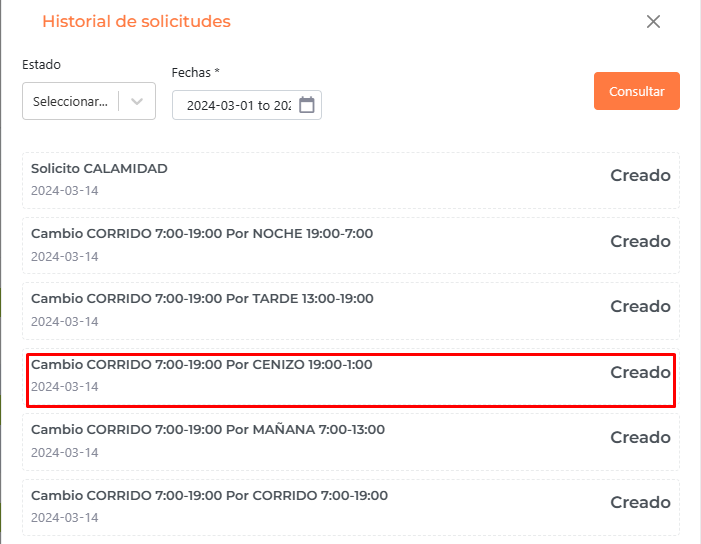 Historial de solicitudes
Estado
Fechas *
Seleccionar...
2024-03-01 to 202
Consultar
Solicito CALAMIDAD
Creado
2024-03-14
Cambio CORRIDO 7:00-19:00 Por NOCHE 19:00-7:00
Creado
2024-03-14
Cambio CORRIDO 7:00-19:00 Por TARDE 13:00-19:00
Creado
2024-03-14
Cambio CORRIDO 7:00-19:00 Por CENIZO 19:00-1:00
Creado
2024-03-14
Cambio CORRIDO 7:00-19:00 Por MAÑANA 7:00-13:00
Creado
2024-03-14
Cambio CORRIDO 7:00-19:00 Por CORRIDO 7:00-19:00
Creado
2024-03-14